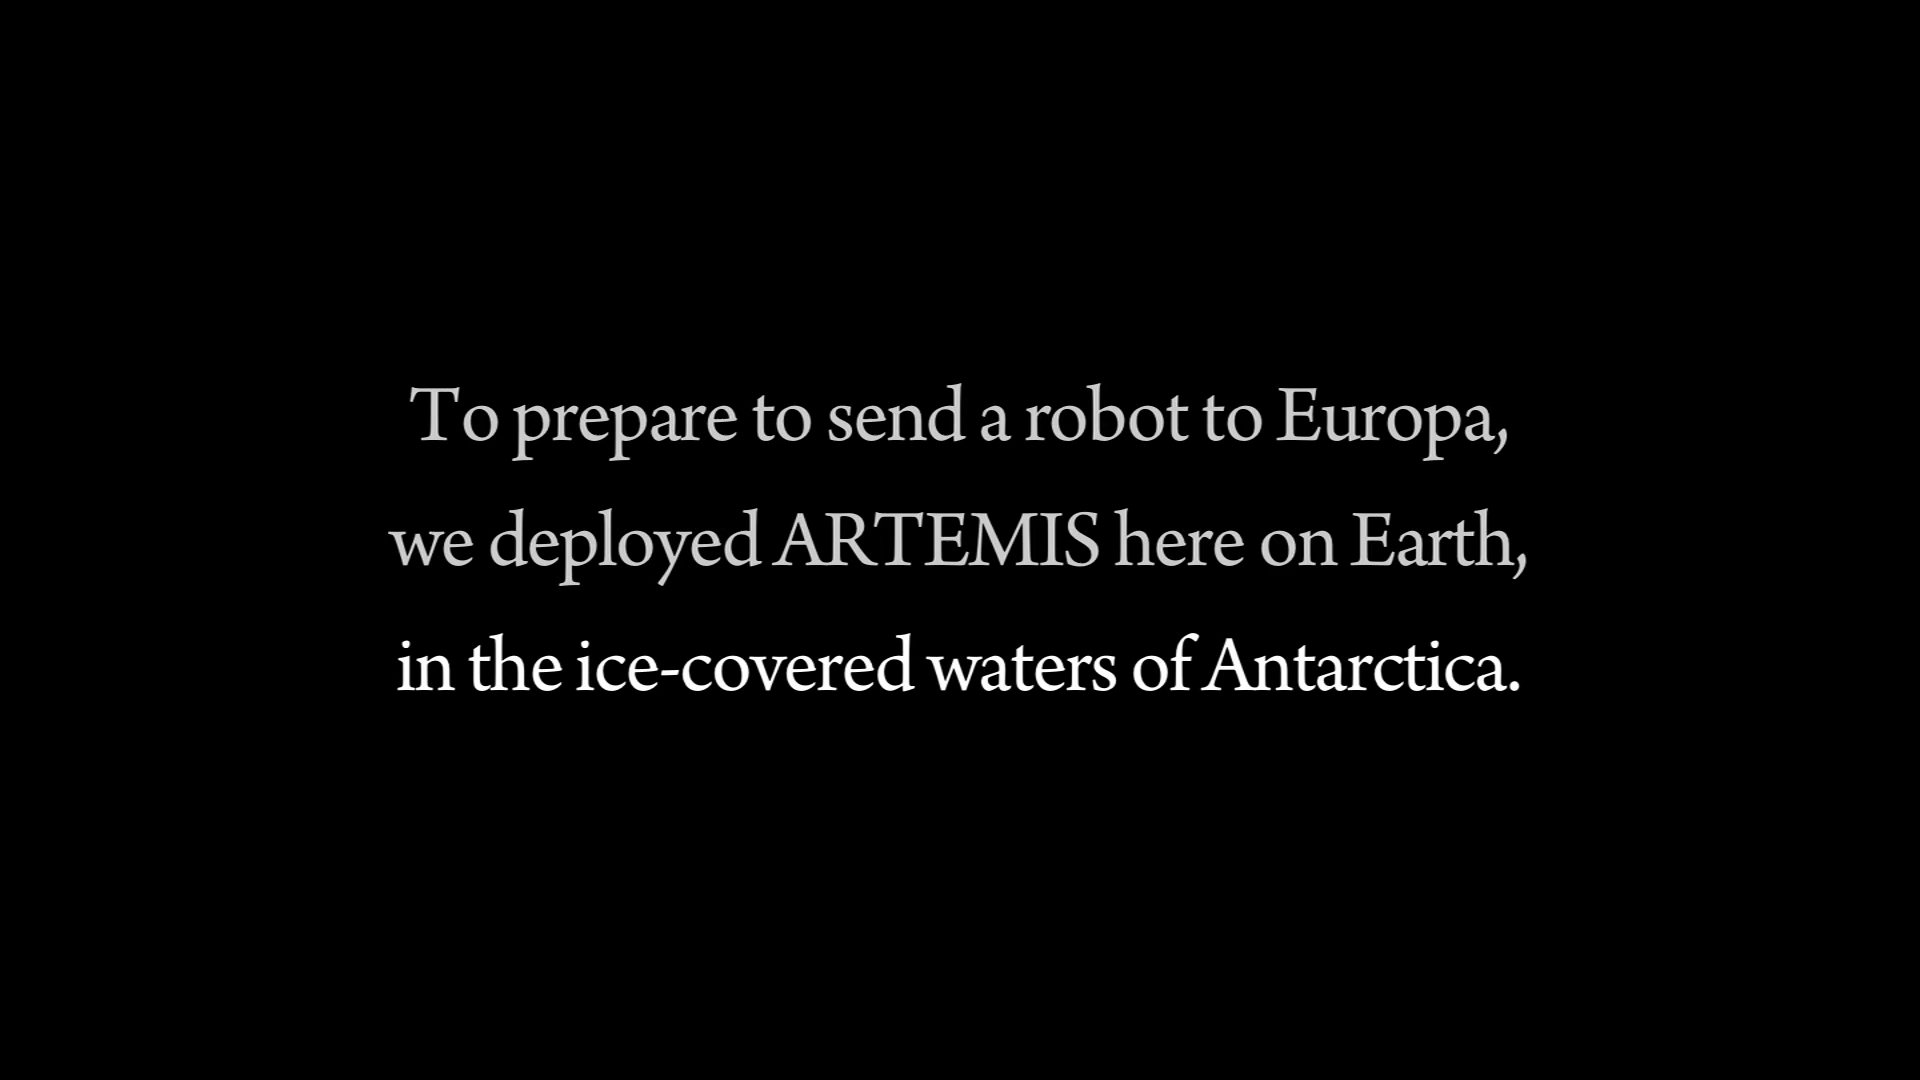 To prepare to send a robot to Europa,
we deployed ARTEMIS here on Earth,
in the ice-covered waters of Antarctica.